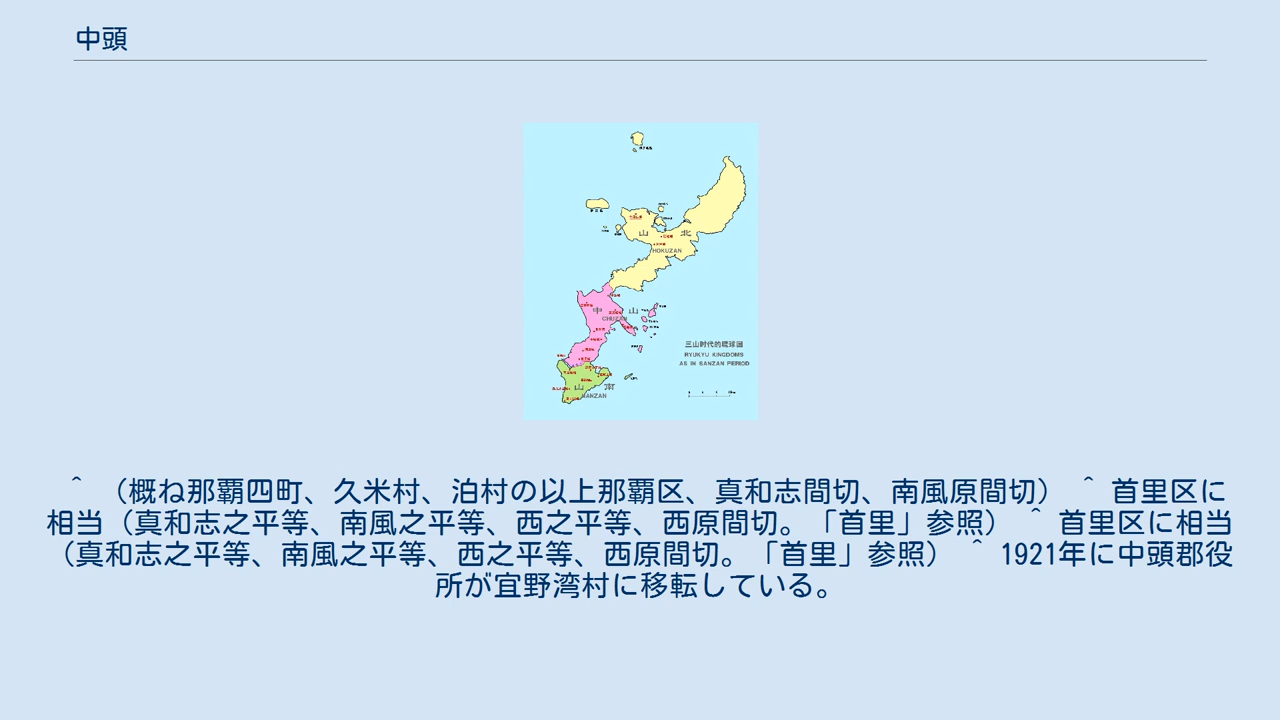 中頭
山 北
HOKUZAN
中 山
CHUZAN
三山时代的琉球国
RYUKYU KINGDOMS
AS IN SANZAN PERIOD
山 南
NANZAN
^ （概ね那覇四町、久米村、泊村の以上那覇区、真和志間切、南風原間切） ^ 首里区に
相当（真和志之平等、南風之平等、西之平等、西原間切。「首里」参照） ^ 首里区に相当
（真和志之平等、南風之平等、西之平等、西原間切。「首里」参照） ^ 1921年に中頭郡役
所が宜野湾村に移転している。